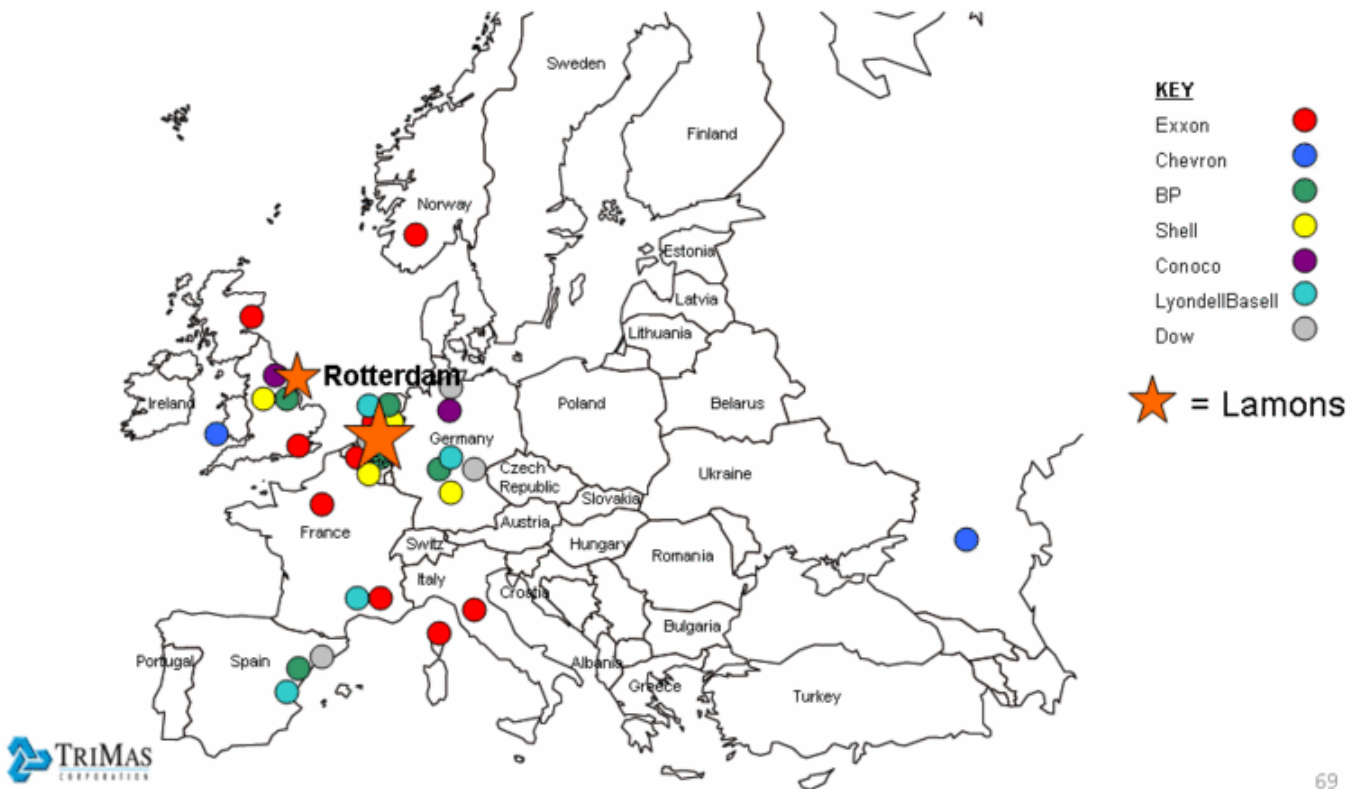 Sweden
Finland
Norway
Estonia
Latvia
Lithuania
Ireland
Rotterdam
Poland
Belarus
Germany
Czech
Republic
Ukraine
Slovakia
France
Austria
Switz
Hungary
Romania
Italy
Croatia
Bulgaria
Portugal
Spain
Albania
Greece
Turkey
KEY
Exxon
Chevron
BP
Shell
Conoco
LyondellBasell
Dow
= Lamons
TRIMAS
CORPORATION
69